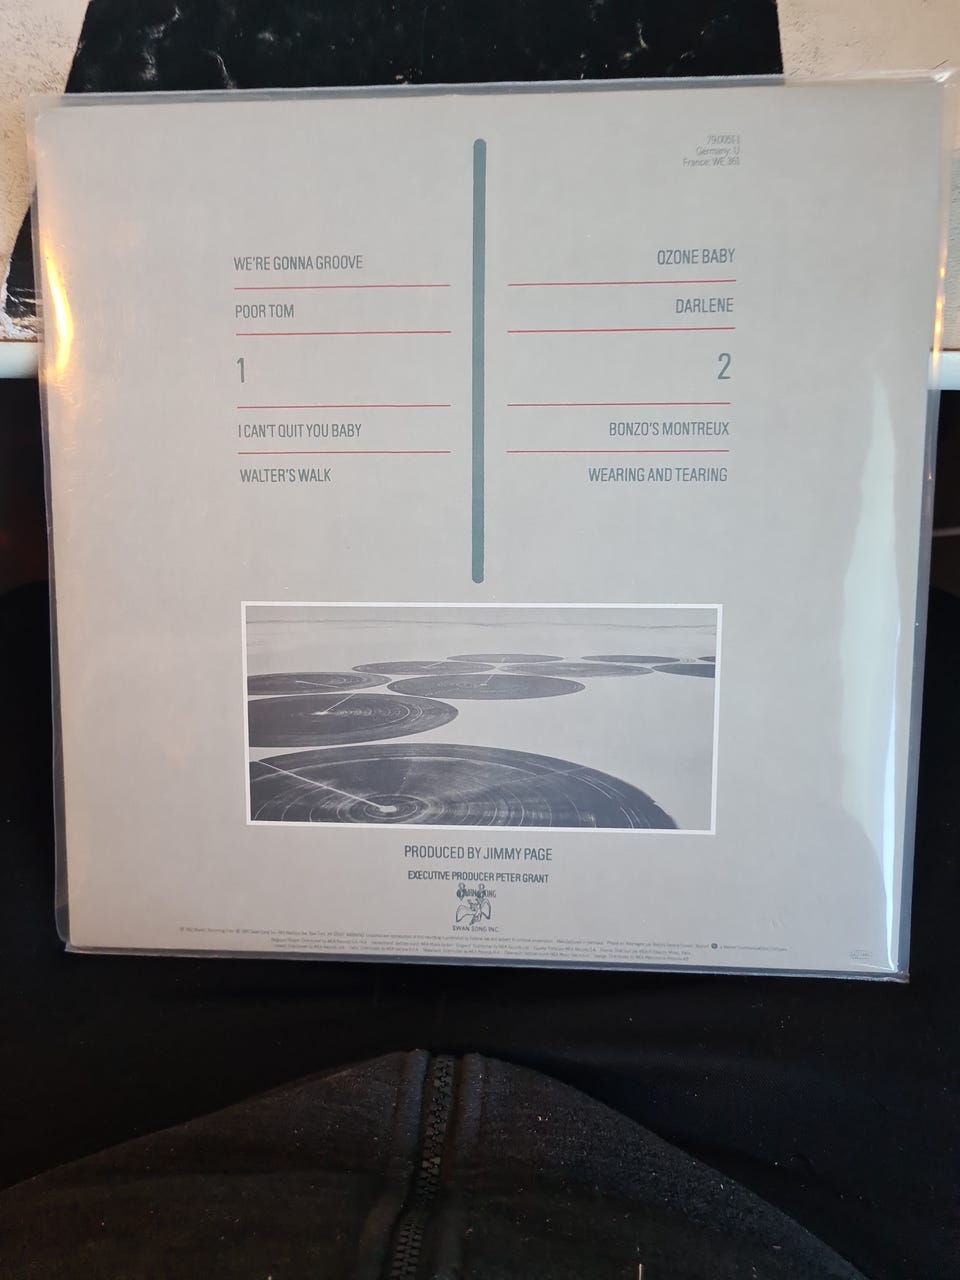 79.0051-1
Germany: U
France: WE 361
WE'RE GONNA GROOVE
POOR TOM
1
I CAN'T QUIT YOU BABY
WALTER'S WALK
OZONE BABY
DARLENE
2
BONZO'S MONTREUX
WEARING AND TEARING
PRODUCED BY JIMMY PAGE
EXECUTIVE PRODUCER PETER GRANT
SWAN SONG
SWAN SONG INC.